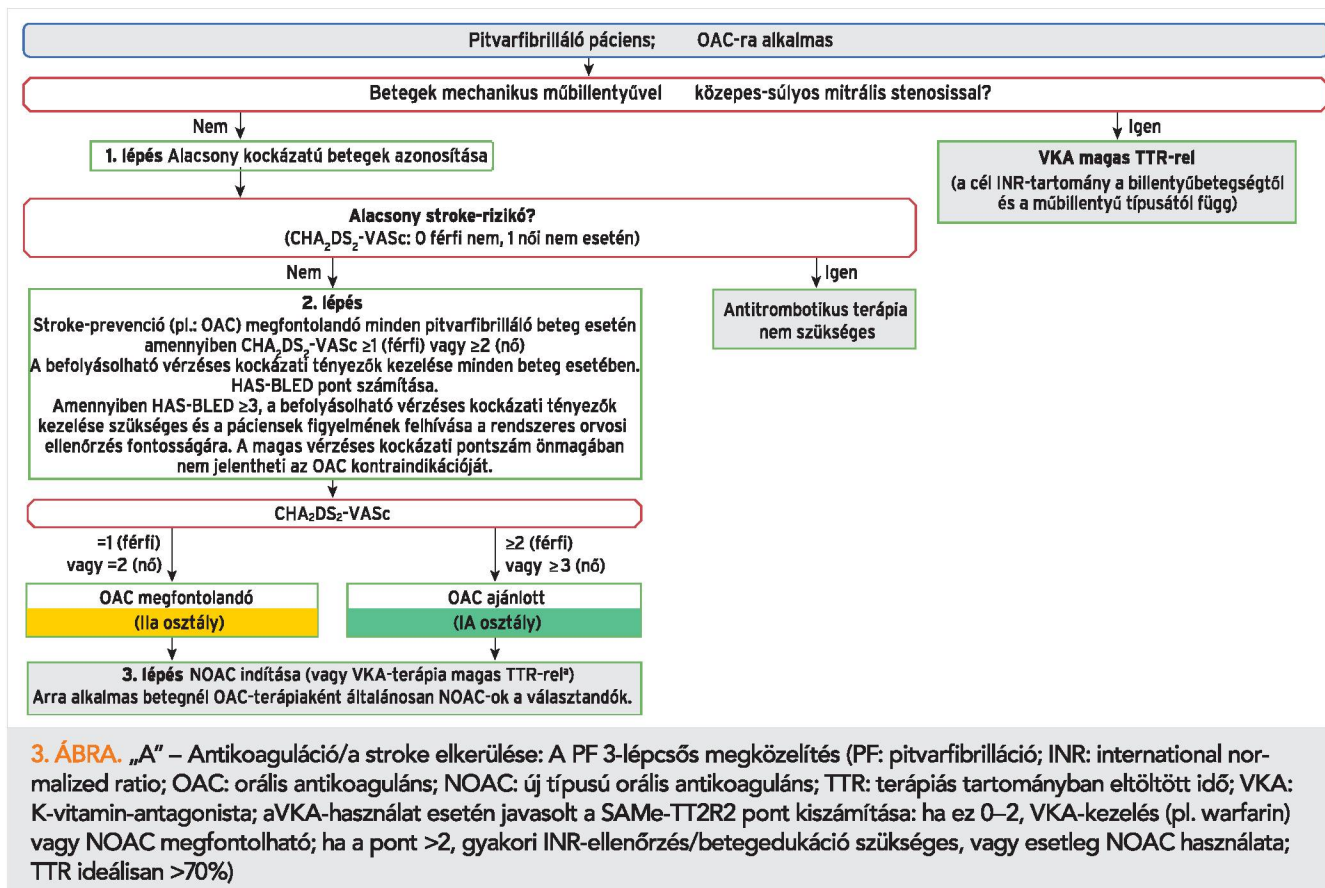 Pitvarfibrilláló páciens; OAC-ra alkalmas
Betegek mechanikus műbillentyűvel közepes-súlyos mitrális stenosissal?
Nem
Igen
1. lépés Alacsony kockázatú betegek azonosítása
VKA magas TTR-rel
(a cél INR-tartomány a billentyűbetegségtől
és a műbillentyű típusától függ)
Alacsony stroke-rizikó?
(CHA₂DS₂-VASc: 0 férfi nem, 1 női nem esetén)
Nem
Igen
2. lépés
Stroke-prevenció (pl.: OAC) megfontolandó minden pitvarfibrilláló beteg esetén
amennyiben CHA₂DS₂-VASc ≥1 (férfi) vagy ≥2 (nő)
A befolyásolható vérzéses kockázati tényezők kezelése minden beteg esetében.
HAS-BLED pont számítása.
Amennyiben HAS-BLED ≥3, a befolyásolható vérzéses kockázati tényezők
kezelése szükséges és a páciensek figyelmének felhívása a rendszeres orvosi
ellenőrzés fontosságára. A magas vérzéses kockázati pontszám önmagában
nem jelentheti az OAC kontraindikációját.
Antitrombotikus terápia
nem szükséges
CHA₂DS₂-VASc
=1 (férfi)
vagy =2 (nő)
≥2 (férfi)
vagy ≥3 (nő)
OAC megfontolandó
(IIa osztály)
OAC ajánlott
(IA osztály)
3. lépés NOAC indítása (vagy VKA-terápia magas TTR-relª)
Arra alkalmas betegnél OAC-terápiaként általánosan NOAC-ok a választandók.
3. ÁBRA. „A” – Antikoaguláció/a stroke elkerülése: A PF 3-lépcsős megközelítés (PF: pitvarfibrilláció; INR: international nor-
malized ratio; OAC: orális antikoaguláns; NOAC: új típusú orális antikoaguláns; TTR: terápiás tartományban eltöltött idő; VKA:
K-vitamin-antagonista; aVKA-használat esetén javasolt a SAMe-TT2R2 pont kiszámítása: ha ez 0–2, VKA-kezelés (pl. warfarin)
vagy NOAC megfontolható; ha a pont >2, gyakori INR-ellenőrzés/betegedukáció szükséges, vagy esetleg NOAC használata;
TTR ideálisan >70%)